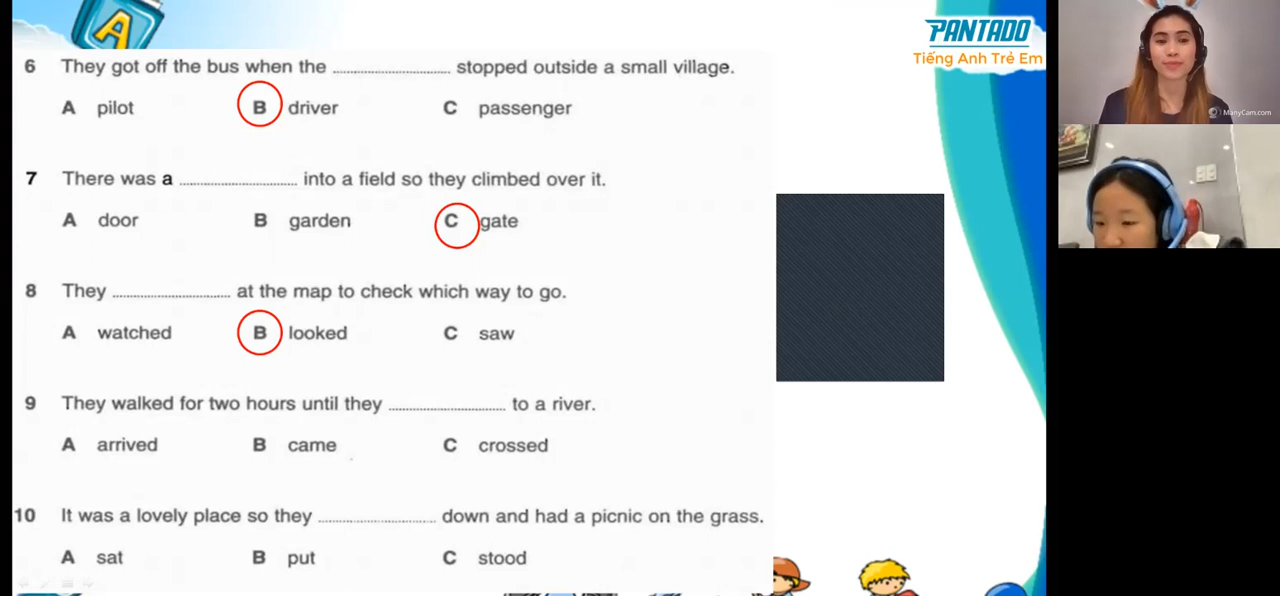 A
PANTADO
Tiếng Anh Trẻ Em
ManyCam.com
6 They got off the bus when the ........................ stopped outside a small village.
A pilot B driver C passenger
7 There was a ........................ into a field so they climbed over it.
A door B garden C gate
8 They ........................ at the map to check which way to go.
A watched B looked C saw
9 They walked for two hours until they ........................ to a river.
A arrived B came C crossed
10 It was a lovely place so they ........................ down and had a picnic on the grass.
A sat B put C stood